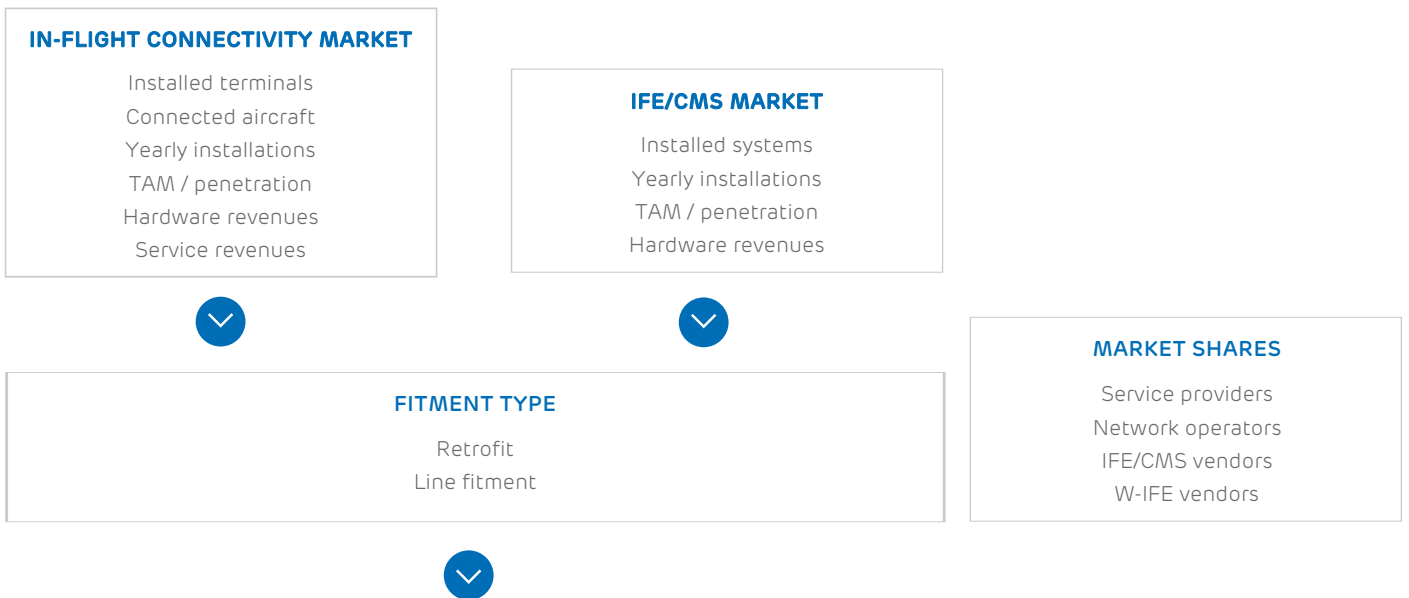 IN-FLIGHT CONNECTIVITY MARKET
Installed terminals
Connected aircraft
Yearly installations
TAM / penetration
Hardware revenues
Service revenues
IFE/CMS MARKET
Installed systems
Yearly installations
TAM / penetration
Hardware revenues
FITMENT TYPE
Retrofit
Line fitment
MARKET SHARES
Service providers
Network operators
IFE/CMS vendors
W-IFE vendors